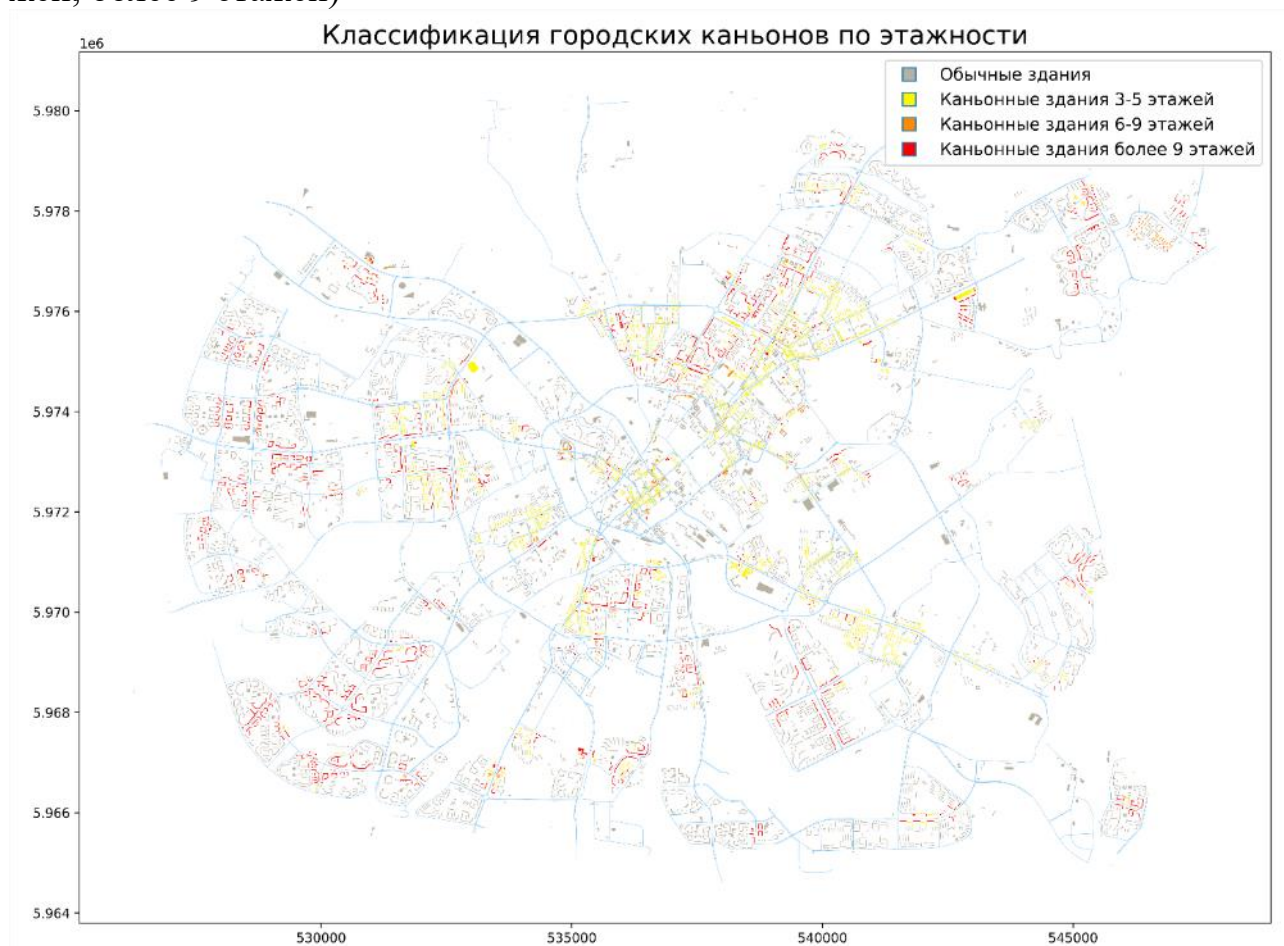 более 9
1e6
Классификация городских каньонов по этажности
Обычные здания
Каньонные здания 3-5 этажей
Каньонные здания 6-9 этажей
Каньонные здания более 9 этажей
5.980
5.978
5.976
5.974
5.972
5.970
5.968
5.966
5.964
530000
535000
540000
545000